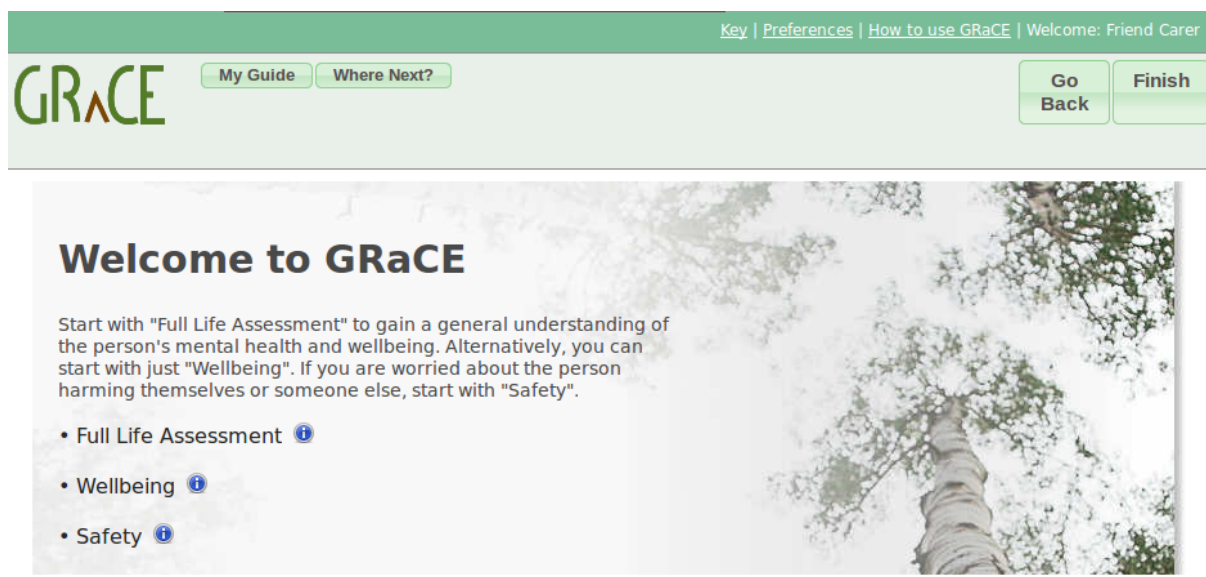 Key | Preferences | How to use GRaCE | Welcome: Friend Carer
GRaCE
My Guide
Where Next?
Go
Back
Finish
Welcome to GRaCE
Start with "Full Life Assessment" to gain a general understanding of
the person's mental health and wellbeing. Alternatively, you can
start with just "Wellbeing". If you are worried about the person
harming themselves or someone else, start with "Safety".
• Full Life Assessment
• Wellbeing
• Safety